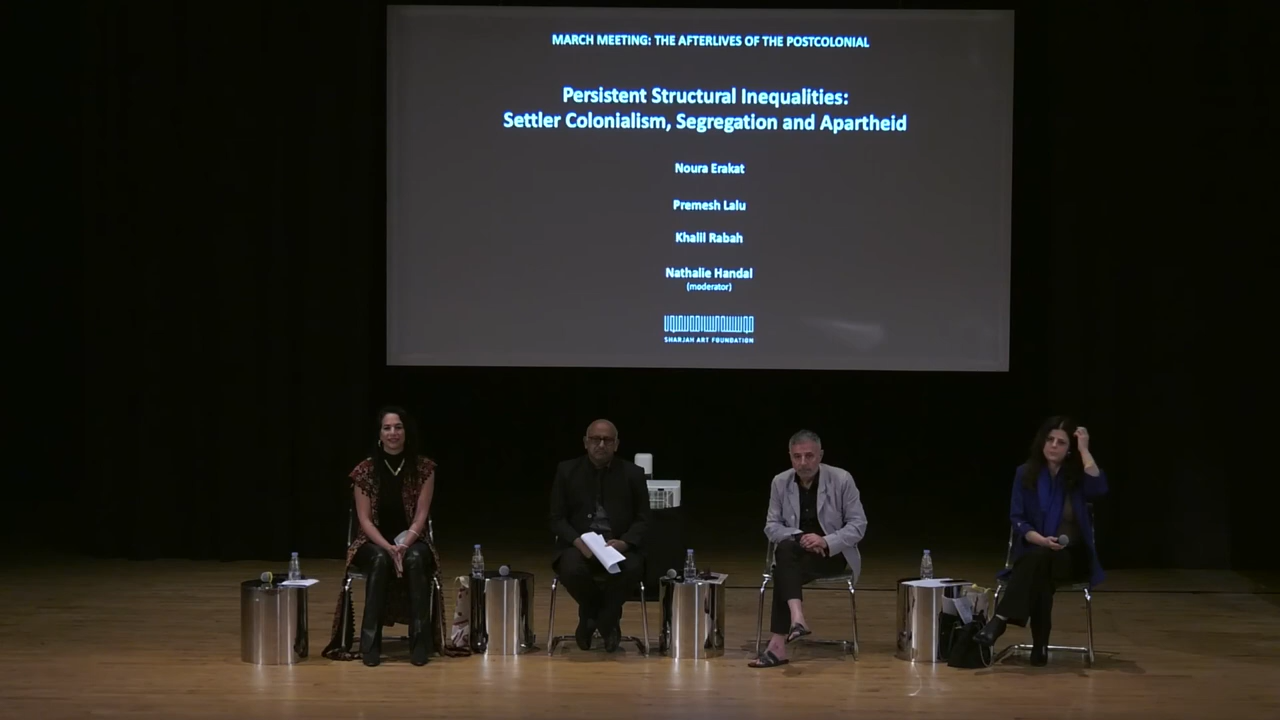 MARCH MEETING: THE AFTERLIVES OF THE POSTCOLONIAL
Persistent Structural Inequalities:
Settler Colonialism, Segregation and Apartheid
Noura Erakat
Premesh Lalu
Khalil Rabah
Nathalie Handal
(moderator)
SHARJAH ART FOUNDATION